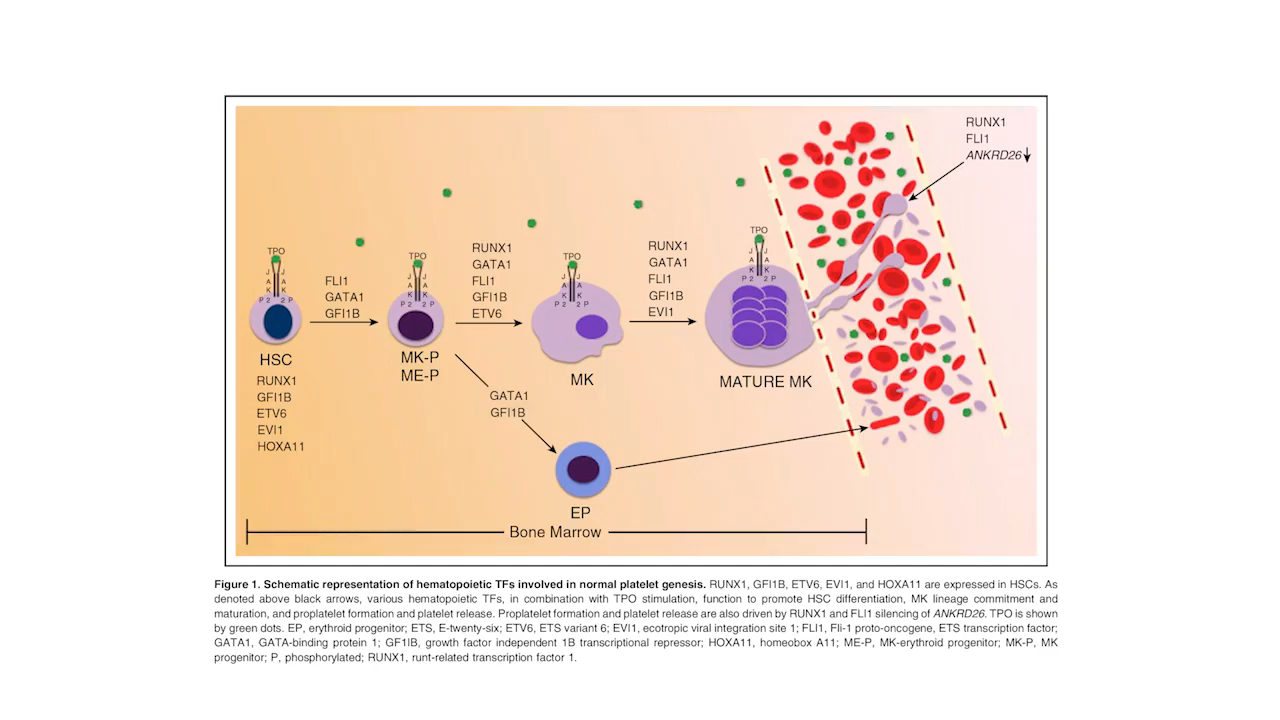 RUNX1
FLI1
ANKRD26↓
TPO
J J
A A
K K
P 2 2 P
HSC
RUNX1
GFI1B
ETV6
EVI1
HOXA11
FLI1
GATA1
GFI1B
TPO
J J
A A
K K
P 2 2 P
MK-P
ME-P
RUNX1
GATA1
FLI1
GFI1B
ETV6
TPO
J J
A A
K K
P 2 2 P
MK
RUNX1
GATA1
FLI1
GFI1B
EVI1
TPO
J J
A A
K K
P 2 2 P
MATURE MK
GATA1
GFI1B
EP
Bone Marrow
Figure 1. Schematic representation of hematopoietic TFs involved in normal platelet genesis. RUNX1, GFI1B, ETV6, EVI1, and HOXA11 are expressed in HSCs. As
denoted above black arrows, various hematopoietic TFs, in combination with TPO stimulation, function to promote HSC differentiation, MK lineage commitment and
maturation, and proplatelet formation and platelet release. Proplatelet formation and platelet release are also driven by RUNX1 and FLI1 silencing of ANKRD26. TPO is shown
by green dots. EP, erythroid progenitor; ETS, E-twenty-six; ETV6, ETS variant 6; EVI1, ecotropic viral integration site 1; FLI1, Fli-1 proto-oncogene, ETS transcription factor;
GATA1, GATA-binding protein 1; GF1IB, growth factor independent 1B transcriptional repressor; HOXA11, homeobox A11; ME-P, MK-erythroid progenitor; MK-P, MK
progenitor; P, phosphorylated; RUNX1, runt-related transcription factor 1.